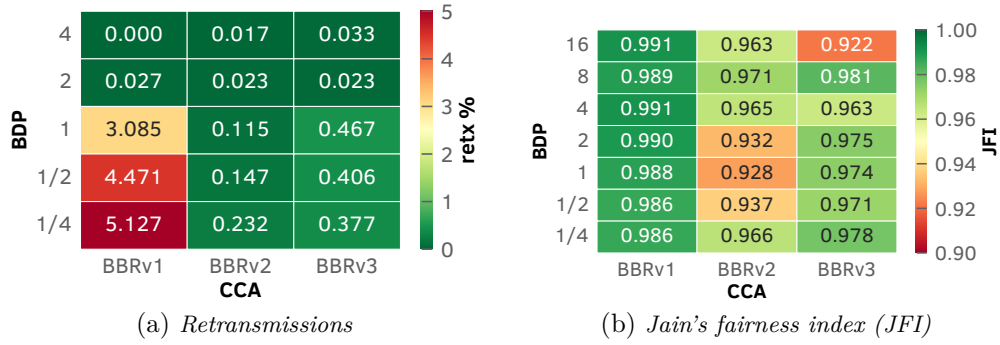 BDP
4 0.000 0.017 0.033
2 0.027 0.023 0.023
1 3.085 0.115 0.467
1/2 4.471 0.147 0.406
1/4 5.127 0.232 0.377
BBRv1 BBRv2 BBRv3
CCA
5
4
3
2
1
0
retx %
(a) Retransmissions
BDP
16 0.991 0.963 0.922
8 0.989 0.971 0.981
4 0.991 0.965 0.963
2 0.990 0.932 0.975
1 0.988 0.928 0.974
1/2 0.986 0.937 0.971
1/4 0.986 0.966 0.978
BBRv1 BBRv2 BBRv3
CCA
1.00
0.98
0.96
0.94
0.92
0.90
JFI
(b) Jain's fairness index (JFI)